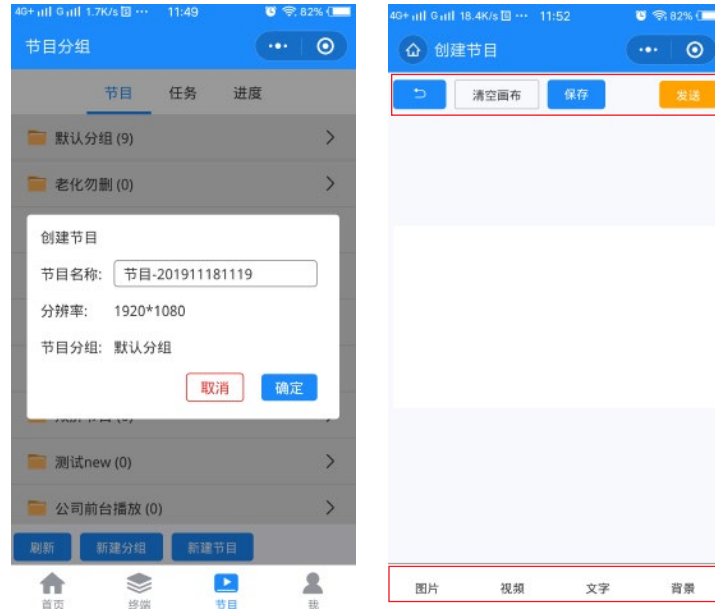 4G+ G 1.7K/s ··· 11:49 82%
节目分组
节目 任务 进度
默认分组 (9)
老化勿删 (0)
创建节目
节目名称: 节目-201911181119
分辨率: 1920*1080
节目分组: 默认分组
取消 确定
测试new (0)
公司前台播放 (0)
刷新 新建分组 新建节目
首页 终端 节目 我
4G+ G 18.4K/s ··· 11:52 82%
创建节目
清空画布 保存 发送
图片 视频 文字 背景